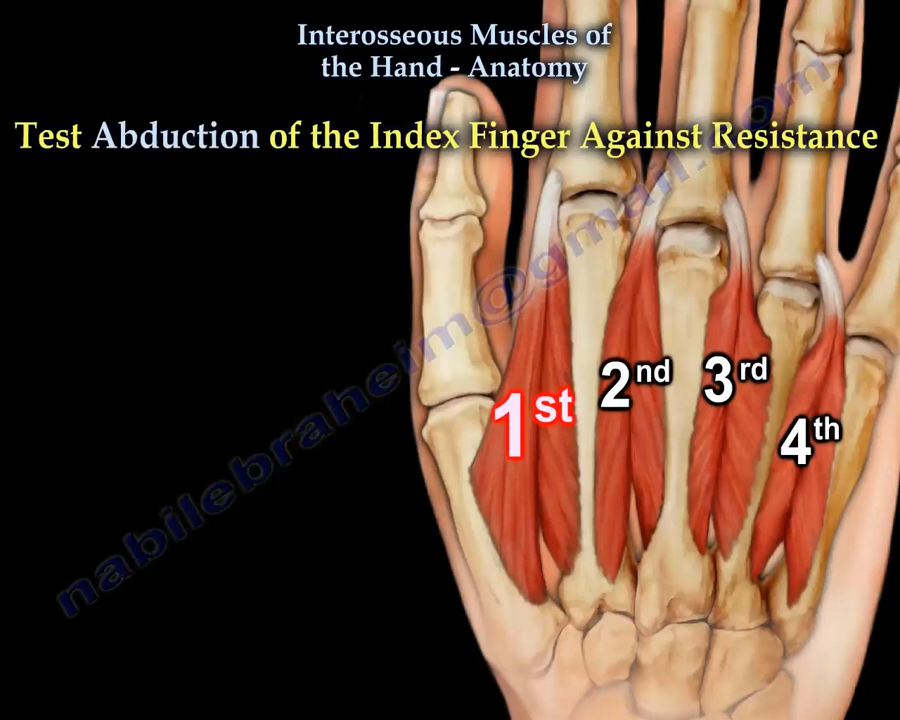 Interosseous Muscles of
the Hand - Anatomy
Test Abduction of the Index Finger Against Resistance
nabilebraheim@gmail.com
1st
2nd
3rd
4th